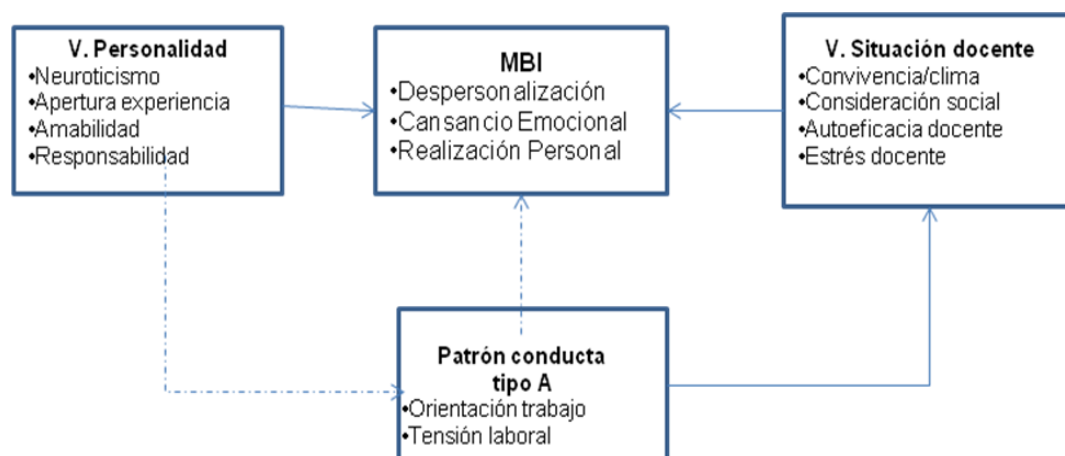 V. Personalidad
•Neuroticismo
•Apertura experiencia
•Amabilidad
•Responsabilidad
MBI
•Despersonalización
•Cansancio Emocional
•Realización Personal
V. Situación docente
•Convivencia/clima
•Consideración social
•Autoeficacia docente
•Estrés docente
Patrón conducta
tipo A
•Orientación trabajo
•Tensión laboral